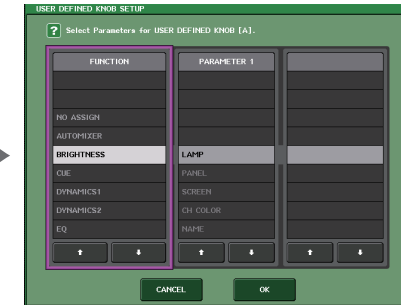 USER DEFINED KNOB SETUP
? Select Parameters for USER DEFINED KNOB [A].
FUNCTION PARAMETER 1
NO ASSIGN
AUTOMIXER
BRIGHTNESS LAMP
CUE PANEL
DYNAMICS1 SCREEN
DYNAMICS2 CH COLOR
EQ NAME
CANCEL OK